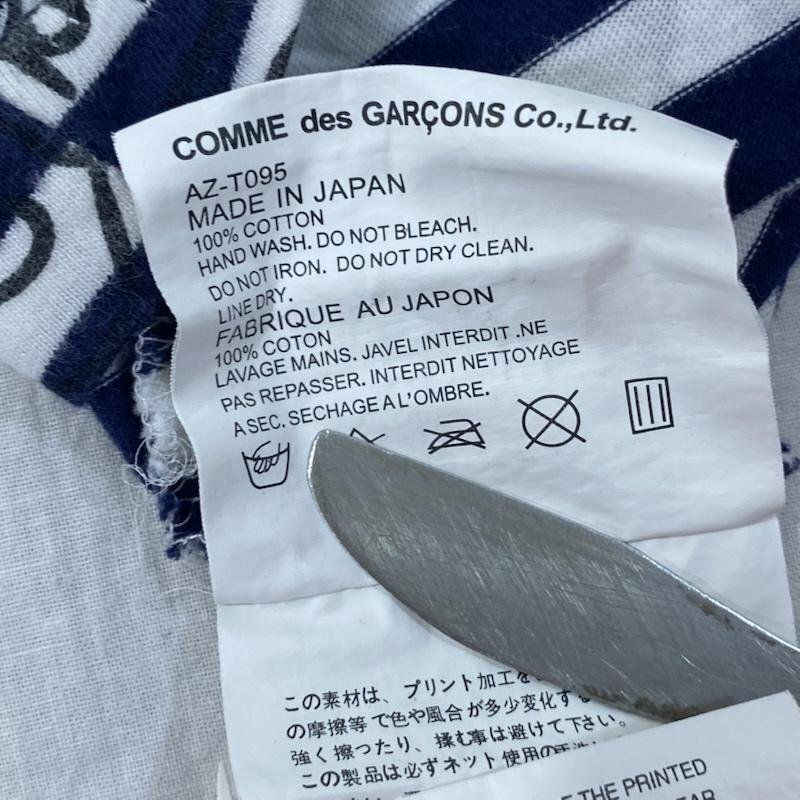 COMME des GARÇONS Co.,Ltd.
AZ-T095
MADE IN JAPAN
100% COTTON
HAND WASH. DO NOT BLEACH.
DO NOT IRON. DO NOT DRY CLEAN.
LINE DRY.
FABRIQUE AU JAPON
100% COTON
LAVAGE MAINS. JAVEL INTERDIT .NE
PAS REPASSER. INTERDIT NETTOYAGE
A SEC. SECHAGE A L'OMBRE.
この素材は、プリント加工を
の摩擦等で色や風合が多少変化する
強く擦ったり、揉む事は避けて下さい。
この製品は必ずネット使用の手洗い
THE PRINTED